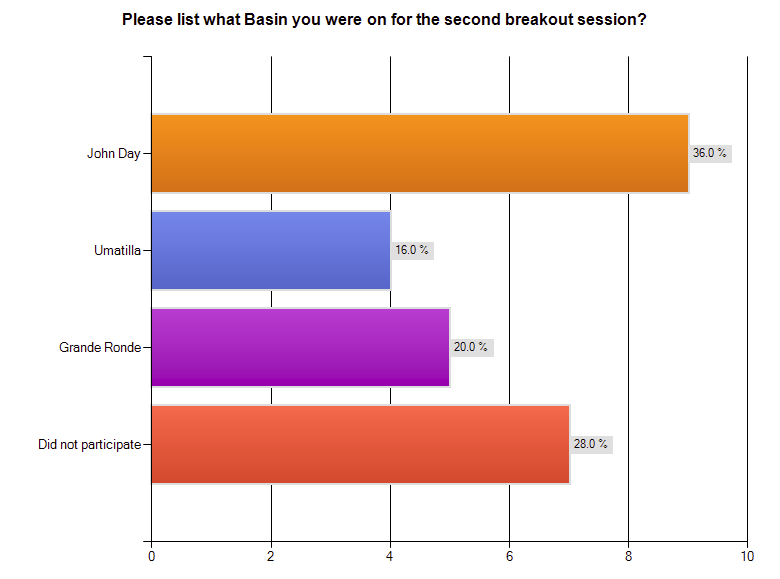 Please list what Basin you were on for the second breakout session?
John Day
36.0 %
Umatilla
16.0 %
Grande Ronde
20.0 %
Did not participate
28.0 %
0 2 4 6 8 10